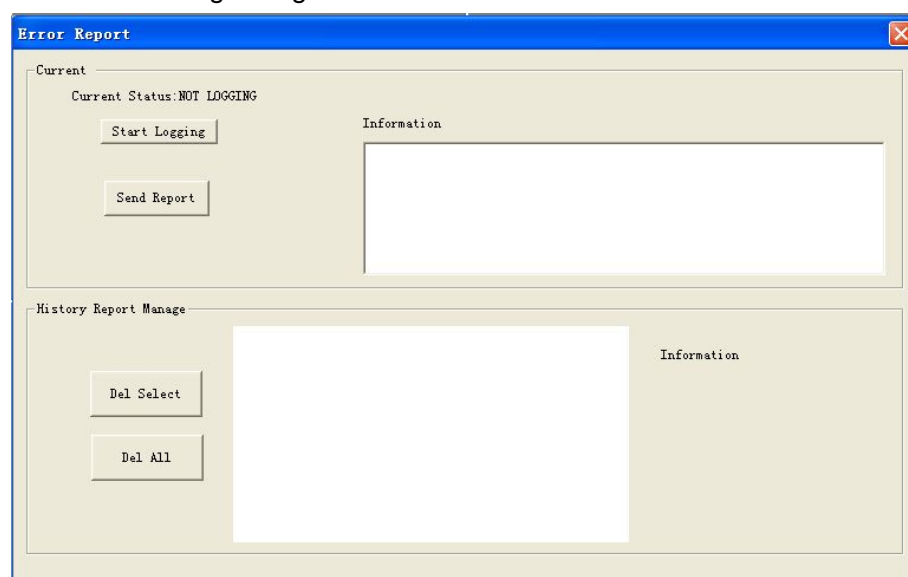 Error Report
Current
Current Status:NOT LOGGING
Start Logging
Information
Send Report
History Report Manage
Information
Del Select
Del All